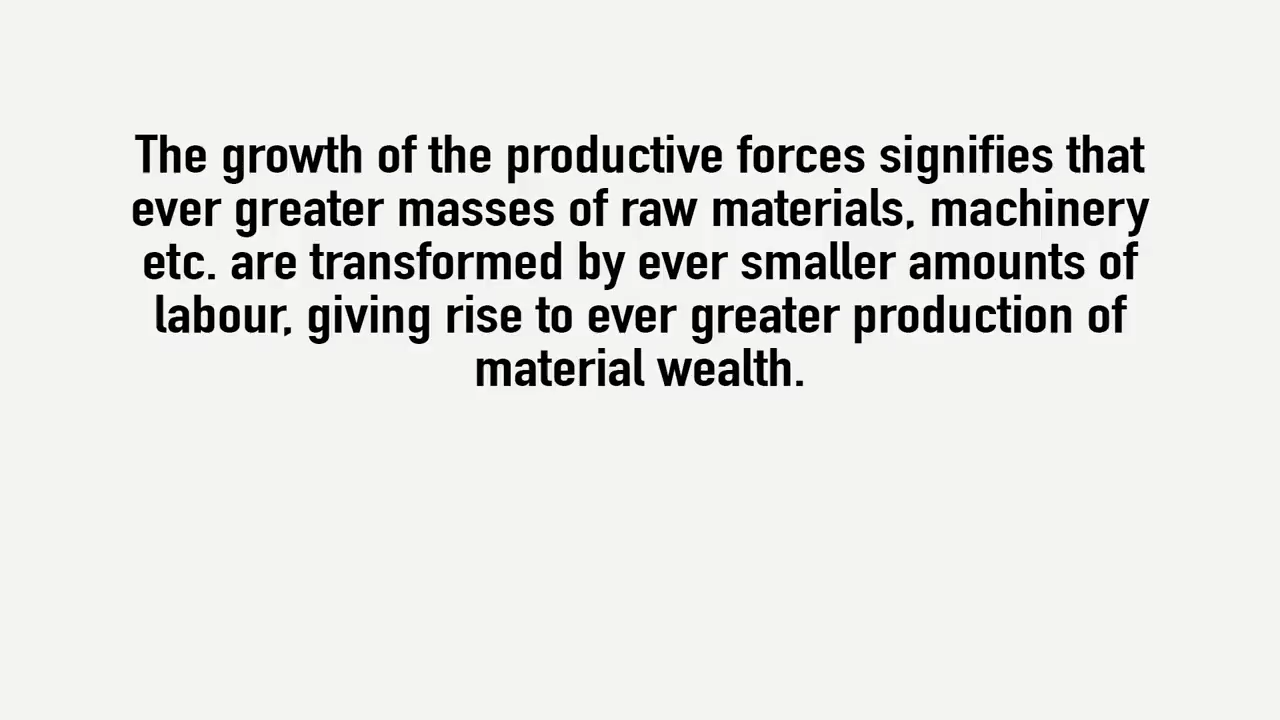 The growth of the productive forces signifies that
ever greater masses of raw materials, machinery
etc. are transformed by ever smaller amounts of
labour, giving rise to ever greater production of
material wealth.